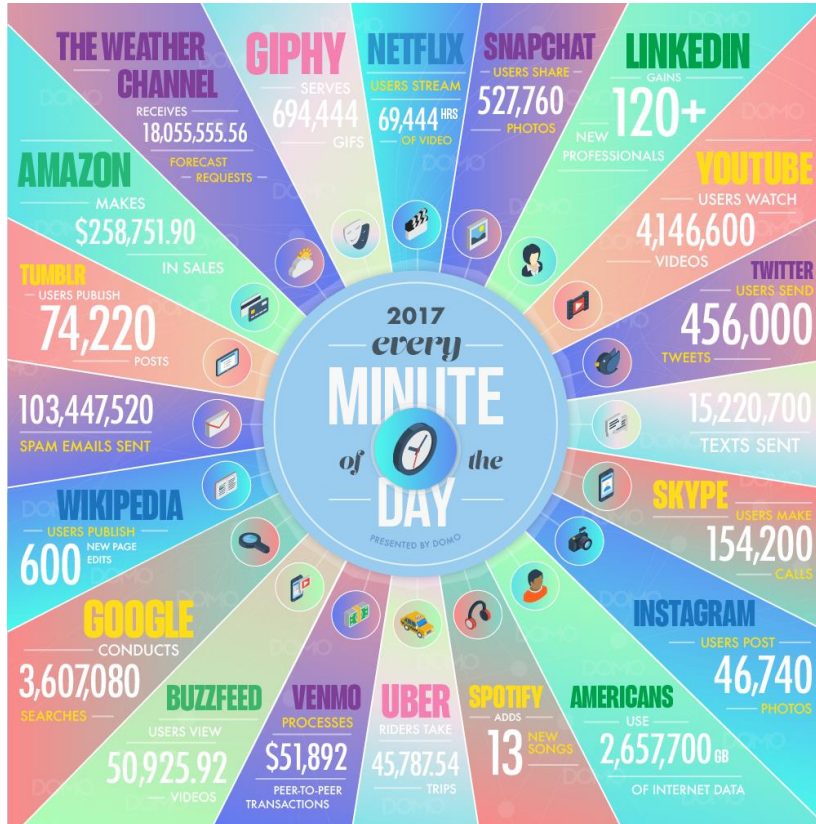 THE WEATHER
CHANNEL
RECEIVES
18,055,555.56
FORECAST
REQUESTS
GIPHY
SERVES
694,444
GIFS
NETFLIX
USERS STREAM
69,444 HRS
OF VIDEO
SNAPCHAT
USERS SHARE
527,760
PHOTOS
LINKEDIN
GAINS
120+
NEW
PROFESSIONALS
YOUTUBE
USERS WATCH
4,146,600
VIDEOS
TWITTER
USERS SEND
456,000
TWEETS
15,220,700
TEXTS SENT
SKYPE
USERS MAKE
154,200
CALLS
INSTAGRAM
USERS POST
46,740
PHOTOS
AMERICANS
USE
2,657,700 GB
OF INTERNET DATA
SPOTIFY
ADDS
13 NEW
SONGS
UBER
RIDERS TAKE
45,787.54
TRIPS
VENMO
PROCESSES
$51,892
PEER-TO-PEER
TRANSACTIONS
BUZZFEED
USERS VIEW
50,925.92
VIDEOS
GOOGLE
CONDUCTS
3,607,080
SEARCHES
WIKIPEDIA
USERS PUBLISH
600 NEW PAGE
EDITS
103,447,520
SPAM EMAILS SENT
TUMBLR
USERS PUBLISH
74,220
POSTS
AMAZON
MAKES
$258,751.90
IN SALES
2017
every
MINUTE
of the
DAY
PRESENTED BY DOMO
DOMO
DOMO
DOMO
DOMO
DOMO
DOMO
DOMO